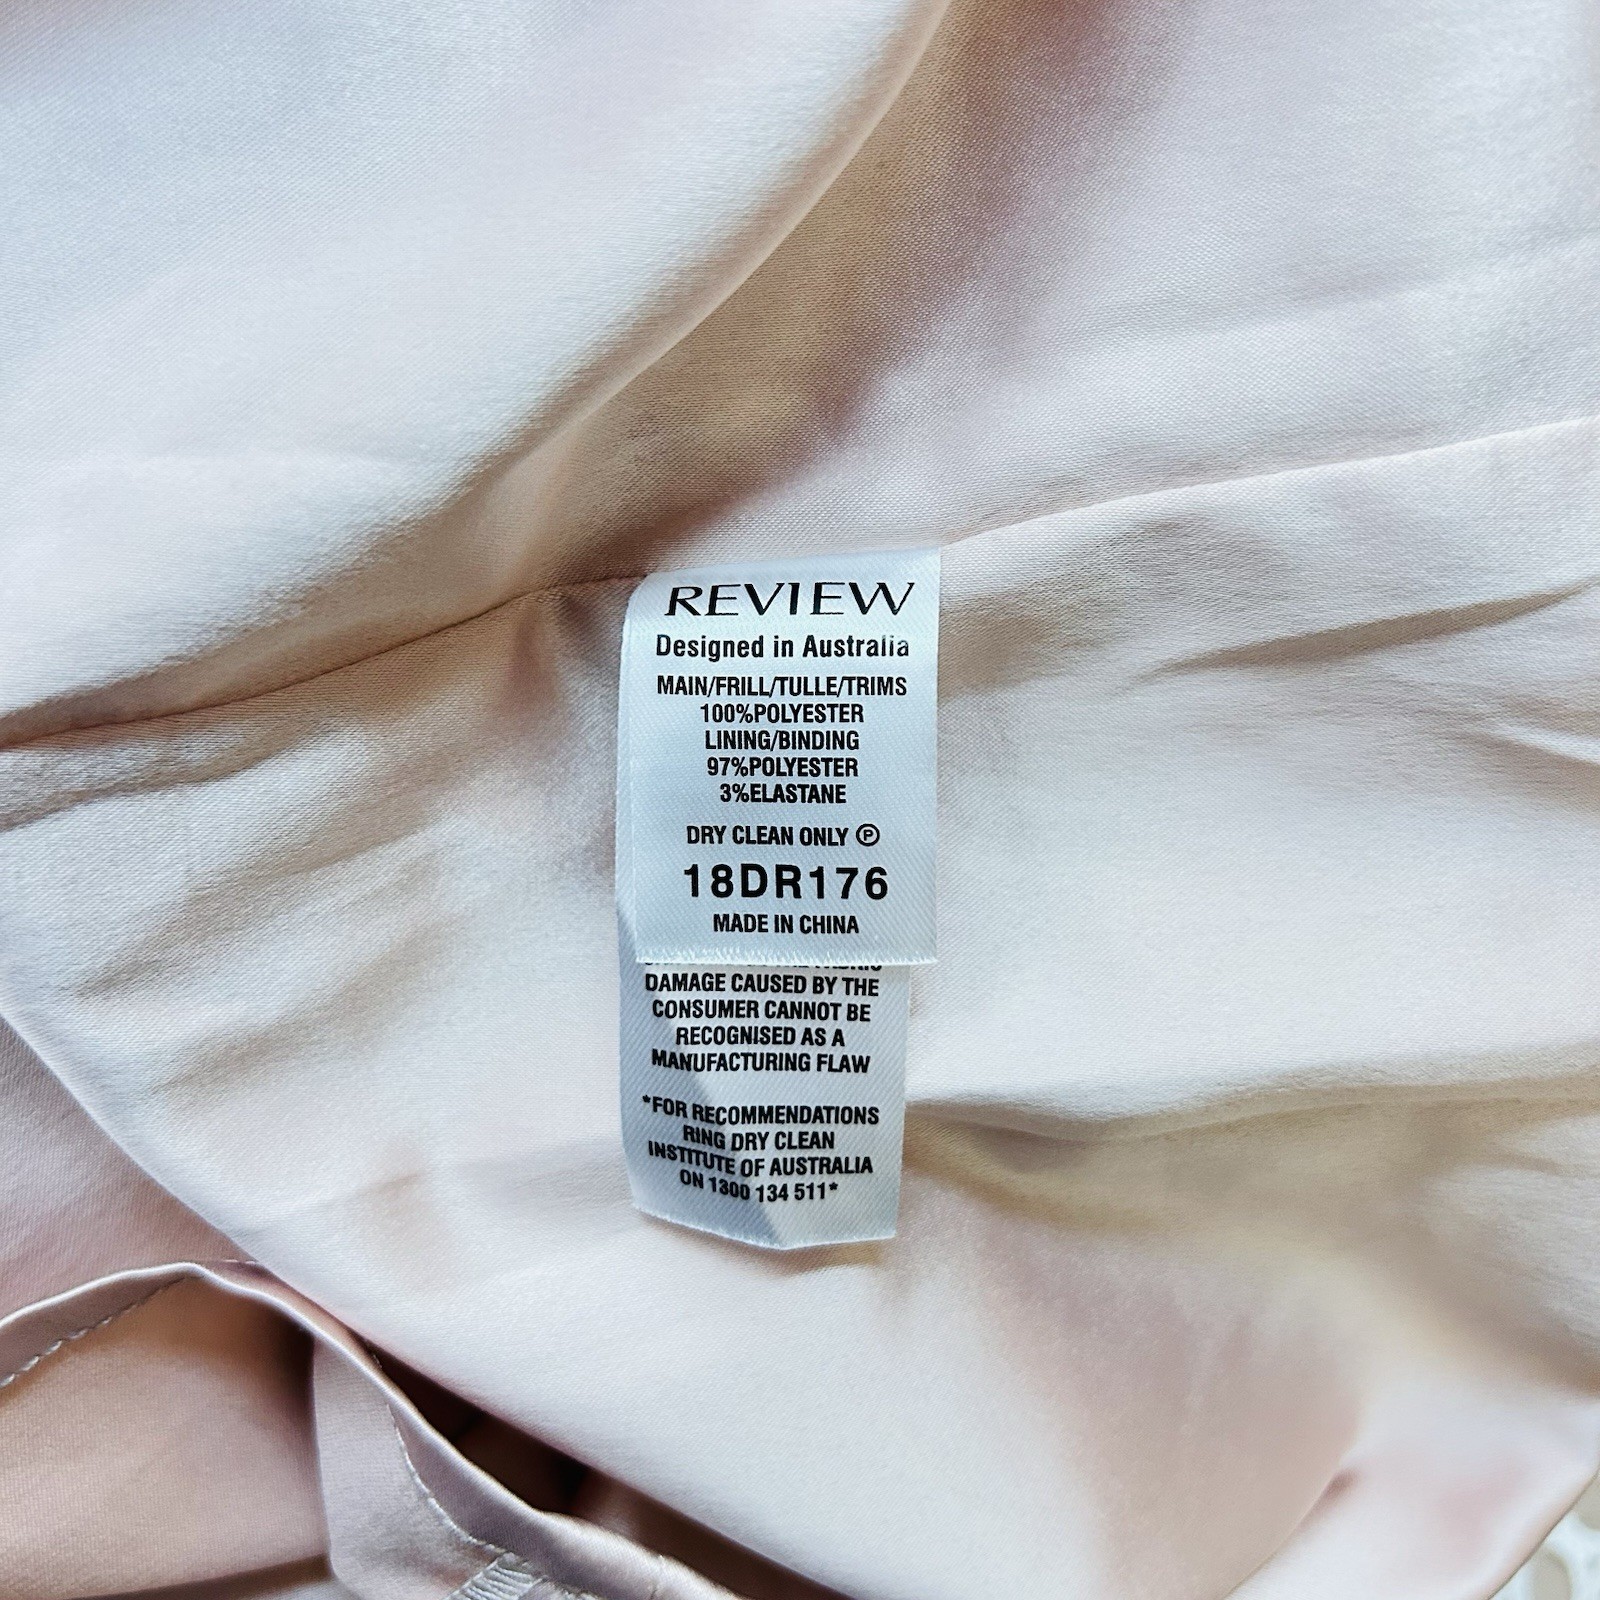 REVIEW
Designed in Australia
MAIN/FRILL/TULLE/TRIMS
100%POLYESTER
LINING/BINDING
97%POLYESTER
3%ELASTANE
DRY CLEAN ONLY Ⓟ
18DR176
MADE IN CHINA
DAMAGE CAUSED BY THE
CONSUMER CANNOT BE
RECOGNISED AS A
MANUFACTURING FLAW
*FOR RECOMMENDATIONS
RING DRY CLEAN
INSTITUTE OF AUSTRALIA
ON 1300 134 511*